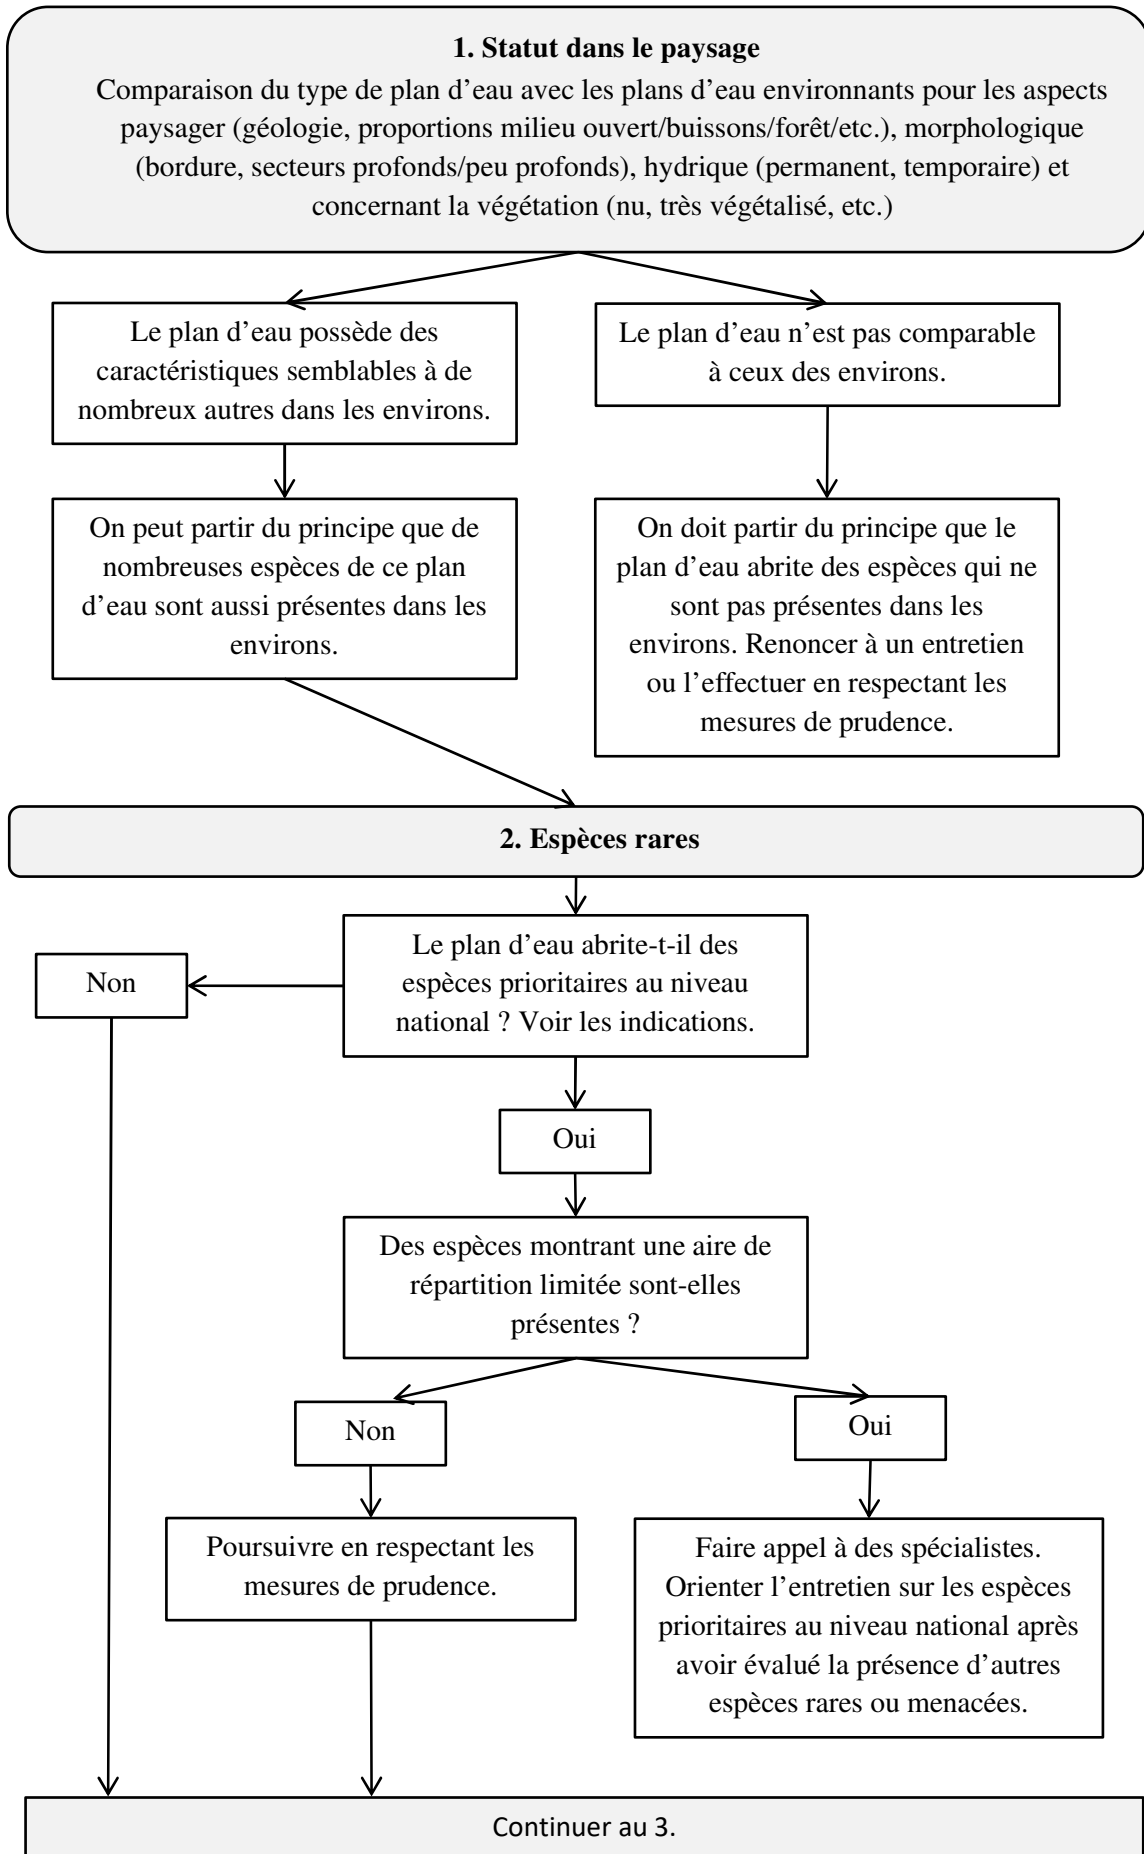 1. Statut dans le paysage
Comparaison du type de plan d’eau avec les plans d’eau environnants pour les aspects
paysager (géologie, proportions milieu ouvert/buissons/forêt/etc.), morphologique
(bordure, secteurs profonds/peu profonds), hydrique (permanent, temporaire) et
concernant la végétation (nu, très végétalisé, etc.)
Le plan d’eau possède des
caractéristiques semblables à de
nombreux autres dans les environs.
Le plan d’eau n’est pas comparable
à ceux des environs.
On peut partir du principe que de
nombreuses espèces de ce plan
d’eau sont aussi présentes dans les
environs.
On doit partir du principe que le
plan d’eau abrite des espèces qui ne
sont pas présentes dans les
environs. Renoncer à un entretien
ou l’effectuer en respectant les
mesures de prudence.
2. Espèces rares
Le plan d’eau abrite-t-il des
espèces prioritaires au niveau
national ? Voir les indications.
Non
Oui
Des espèces montrant une aire de
répartition limitée sont-elles
présentes ?
Non
Oui
Poursuivre en respectant les
mesures de prudence.
Faire appel à des spécialistes.
Orienter l’entretien sur les espèces
prioritaires au niveau national après
avoir évalué la présence d’autres
espèces rares ou menacées.
Continuer au 3.